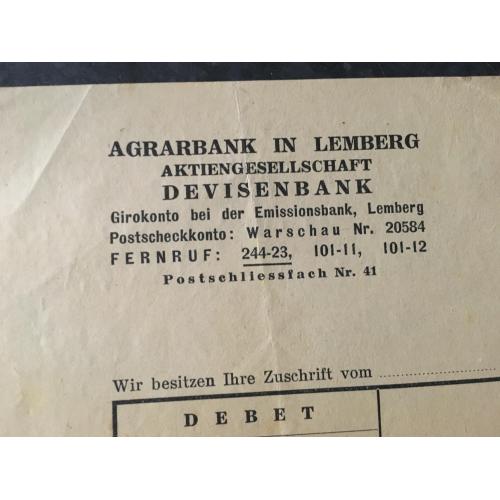 AGRARBANK IN LEMBERG
AKTIENGESELLSCHAFT
DEVISENBANK
Girokonto bei der Emissionsbank, Lemberg
Postscheckkonto: Warschau Nr. 20584
FERNRUF: 244-23, 101-11, 101-12
Postschliessfach Nr. 41
Wir besitzen Ihre Zuschrift vom ........................
DEBET